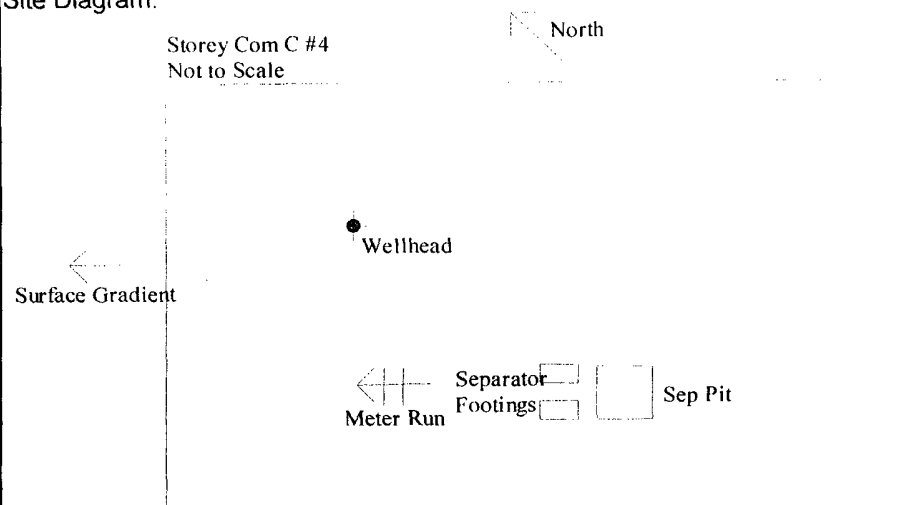 Site Diagram:
North
Storey Com C #4
Not to Scale
Wellhead
Surface Gradient
Separator
Footings
Sep Pit
Meter Run